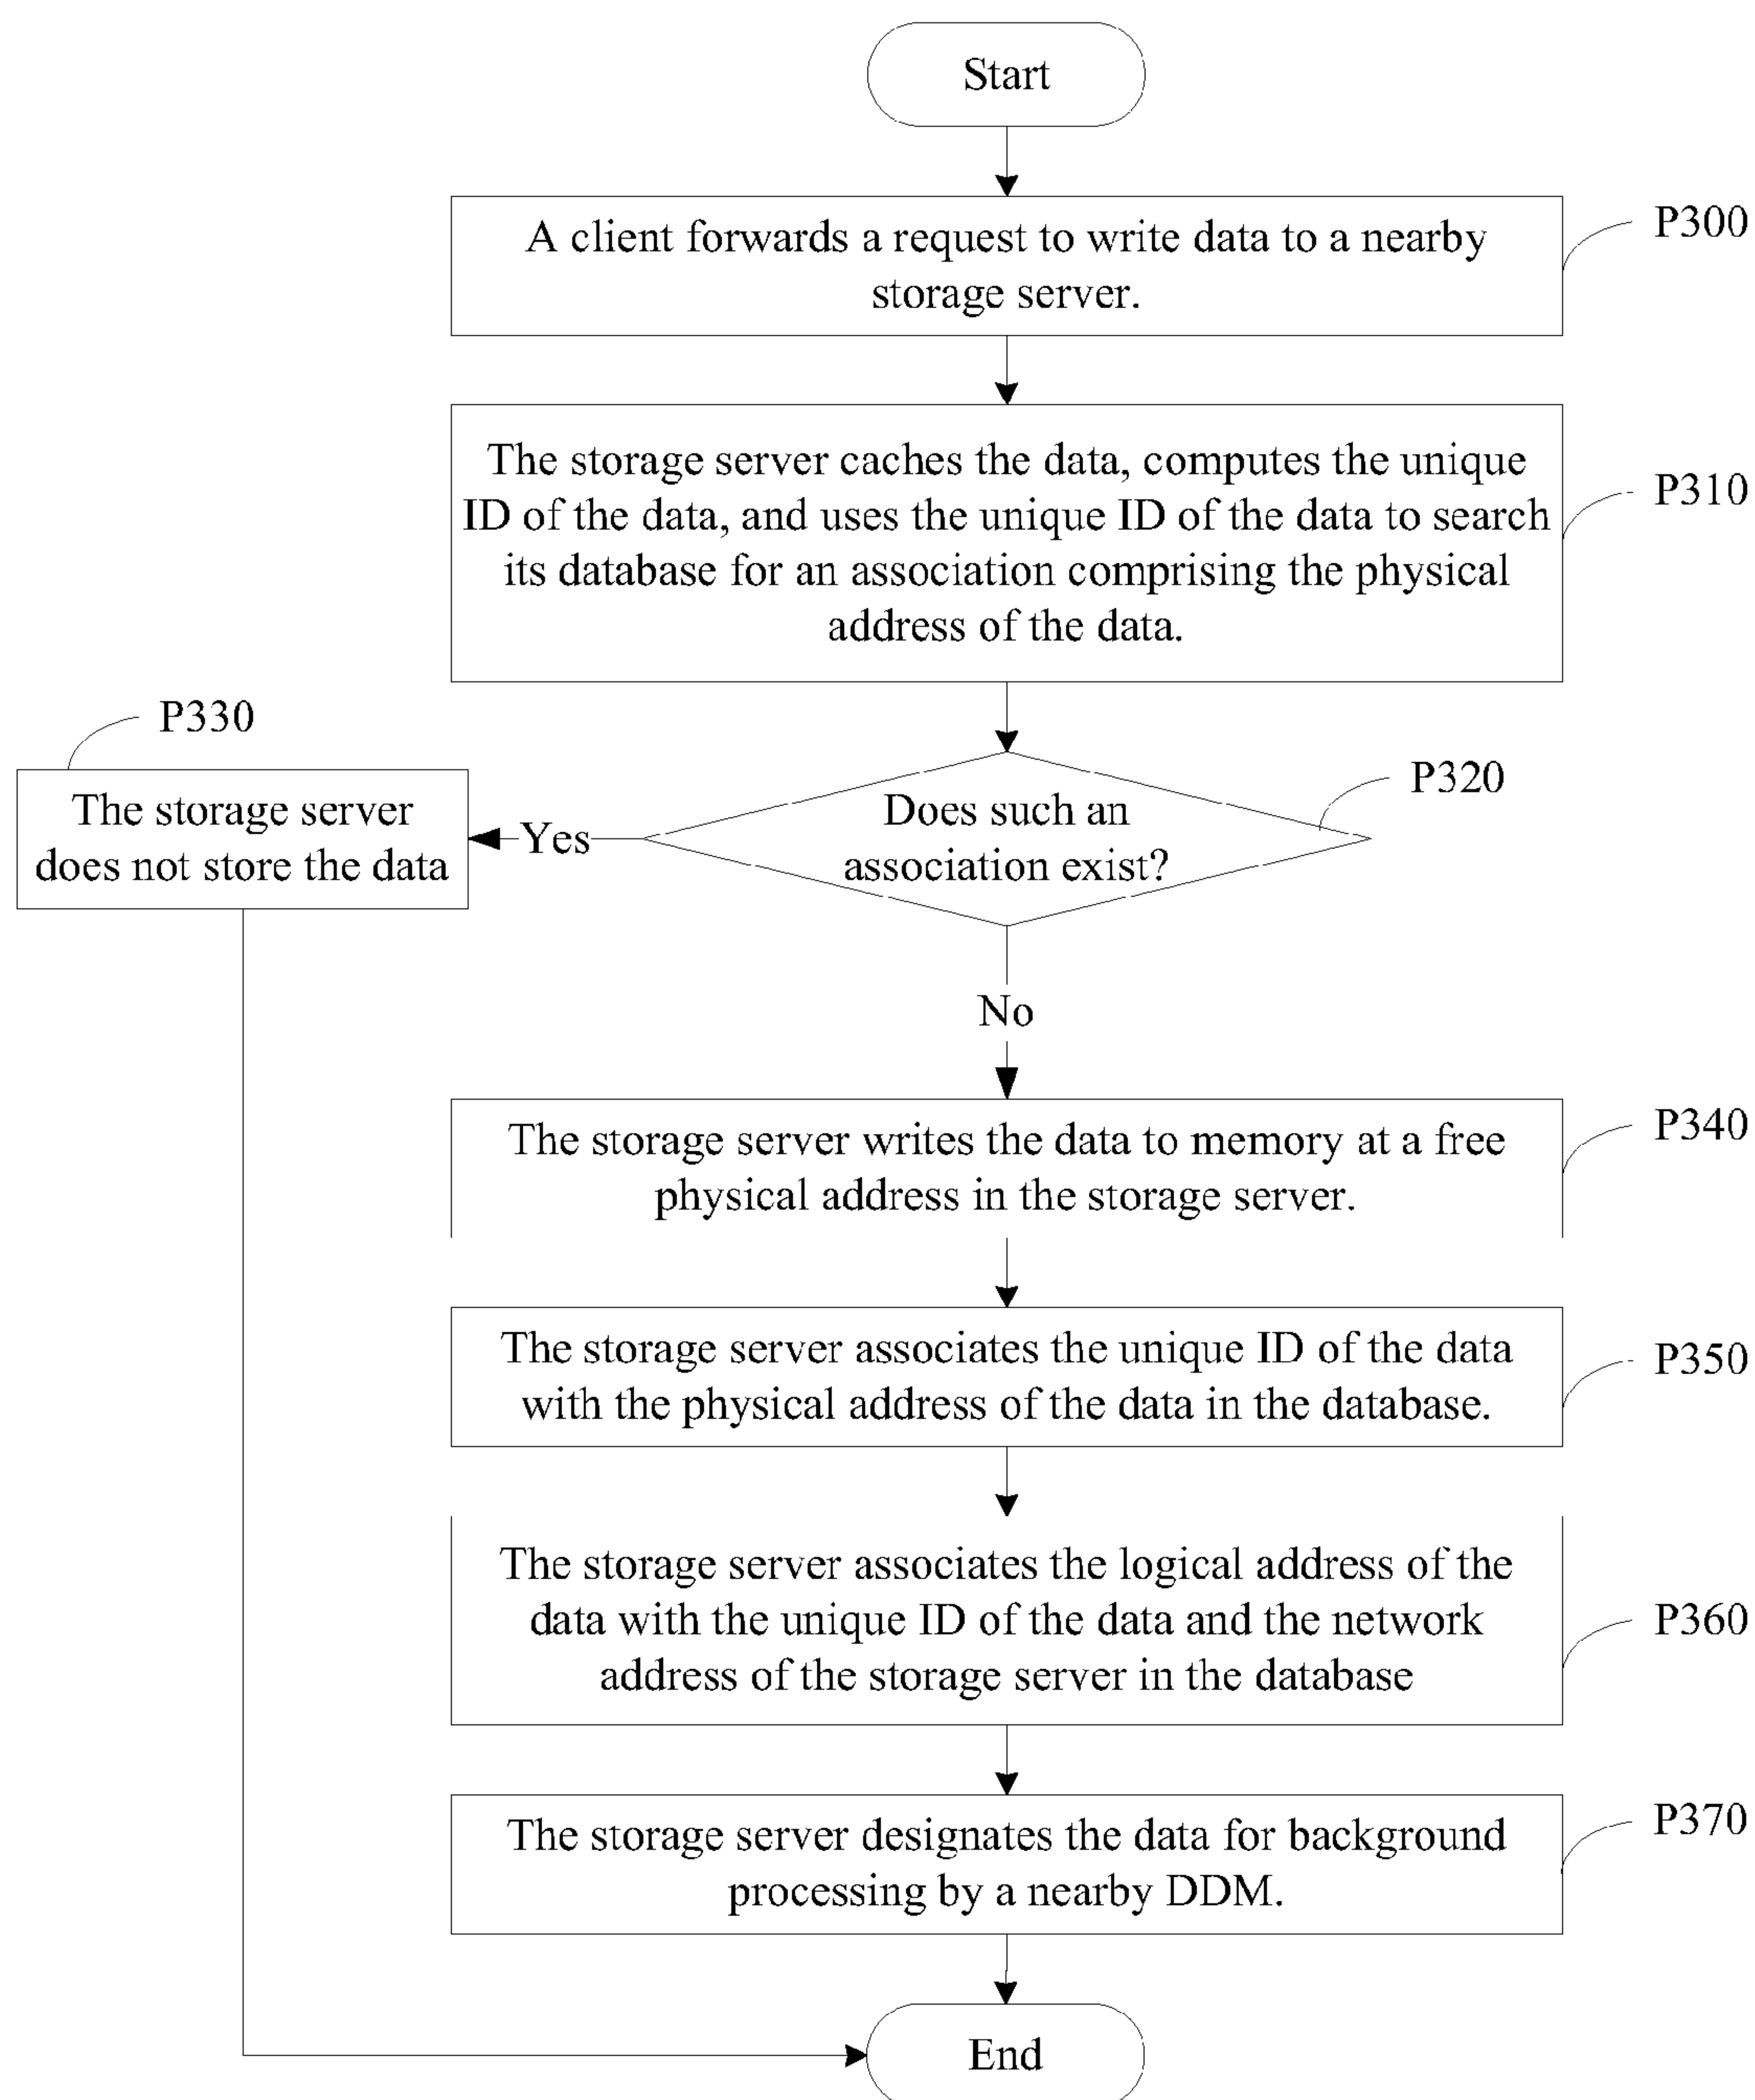 Start
A client forwards a request to write data to a nearby
storage server.
P300
The storage server caches the data, computes the unique
ID of the data, and uses the unique ID of the data to search
its database for an association comprising the physical
address of the data.
P310
P330
The storage server
does not store the data
Yes
Does such an
association exist?
P320
No
The storage server writes the data to memory at a free
physical address in the storage server.
P340
The storage server associates the unique ID of the data
with the physical address of the data in the database.
P350
The storage server associates the logical address of the
data with the unique ID of the data and the network
address of the storage server in the database
P360
The storage server designates the data for background
processing by a nearby DDM.
P370
End